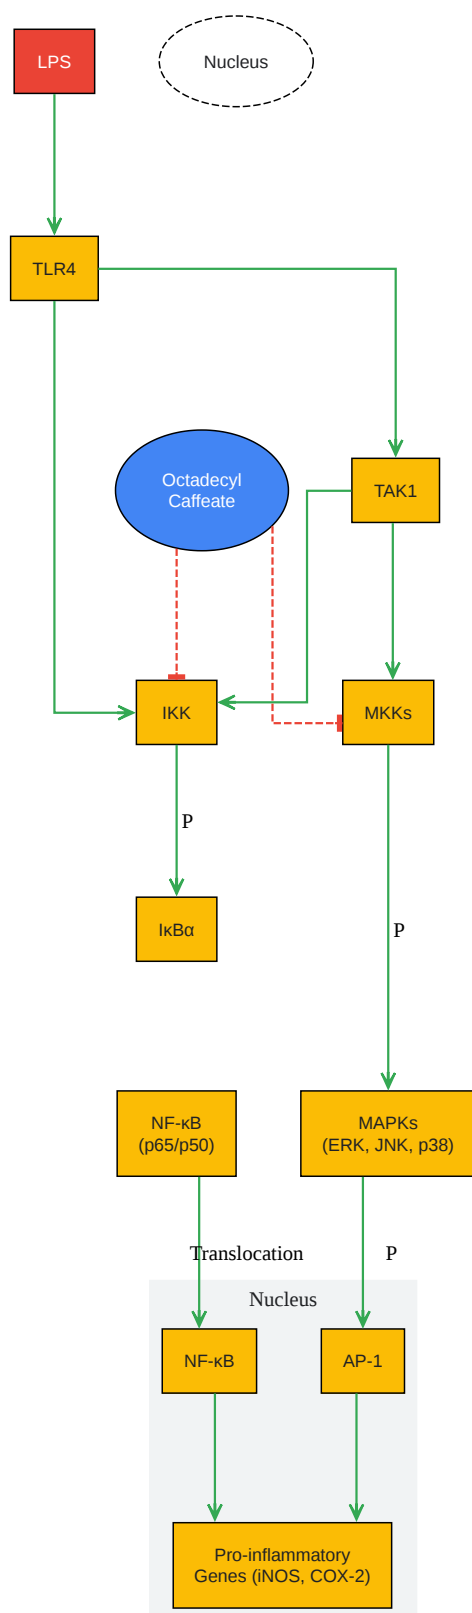 LPS
Nucleus
TLR4
Octadecyl
Caffeate
TAK1
IKK
MKKs
P
IκBα
P
NF-κB
(p65/p50)
MAPKs
(ERK, JNK, p38)
Translocation
P
Nucleus
NF-κB
AP-1
Pro-inflammatory
Genes (iNOS, COX-2)